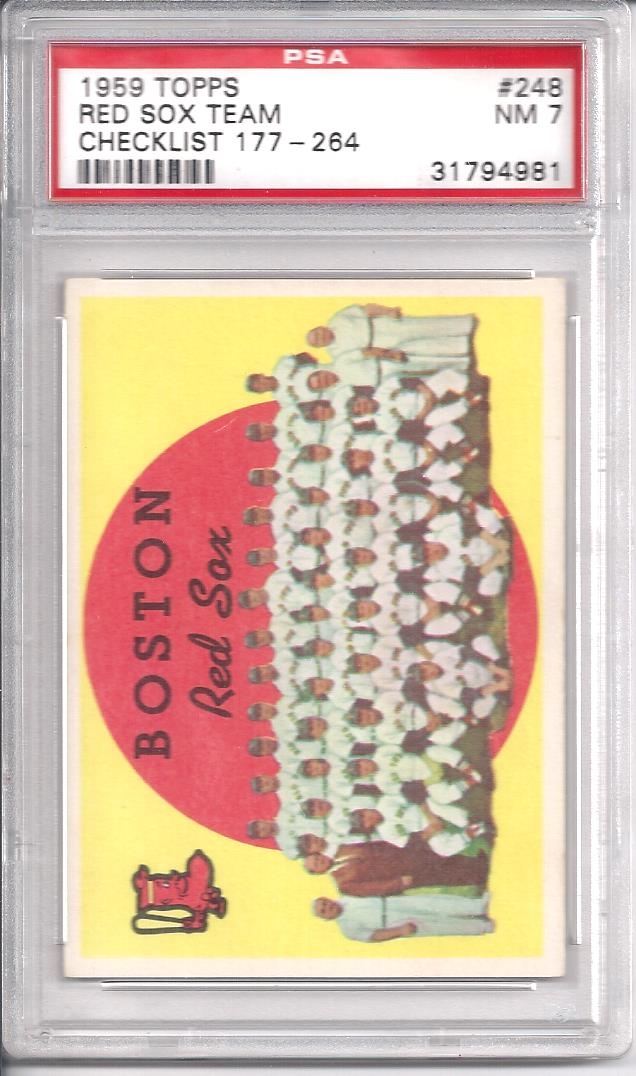 PSA
1959 TOPPS #248
RED SOX TEAM NM 7
CHECKLIST 177-264
31794981
BOSTON
Red Sox